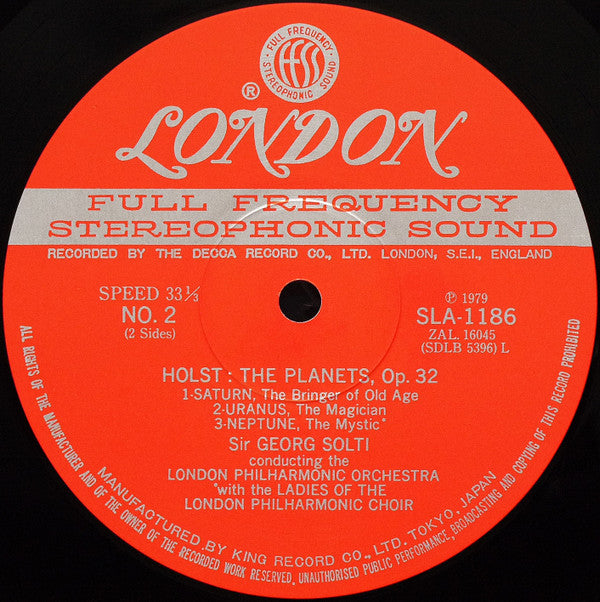 FULL FREQUENCY
ffss
STEREOPHONIC SOUND
®
LONDON
FULL FREQUENCY
STEREOPHONIC SOUND
RECORDED BY THE DECCA RECORD CO., LTD. LONDON, S.E.I., ENGLAND
SPEED 33⅓
NO. 2
(2 Sides)
℗ 1979
SLA-1186
ZAL. 16045
(SDLB 5396) L
HOLST : THE PLANETS, Op. 32
1-SATURN, The Bringer of Old Age
2-URANUS, The Magician
3-NEPTUNE, The Mystic*
Sir GEORG SOLTI
conducting the
LONDON PHILHARMONIC ORCHESTRA
*with the LADIES OF THE
LONDON PHILHARMONIC CHOIR
MANUFACTURED BY KING RECORD CO., LTD. TOKYO, JAPAN
ALL RIGHTS OF THE MANUFACTURER AND OF THE OWNER OF THE RECORDED WORK RESERVED. UNAUTHORISED PUBLIC PERFORMANCE, BROADCASTING AND COPYING OF THIS RECORD PROHIBITED